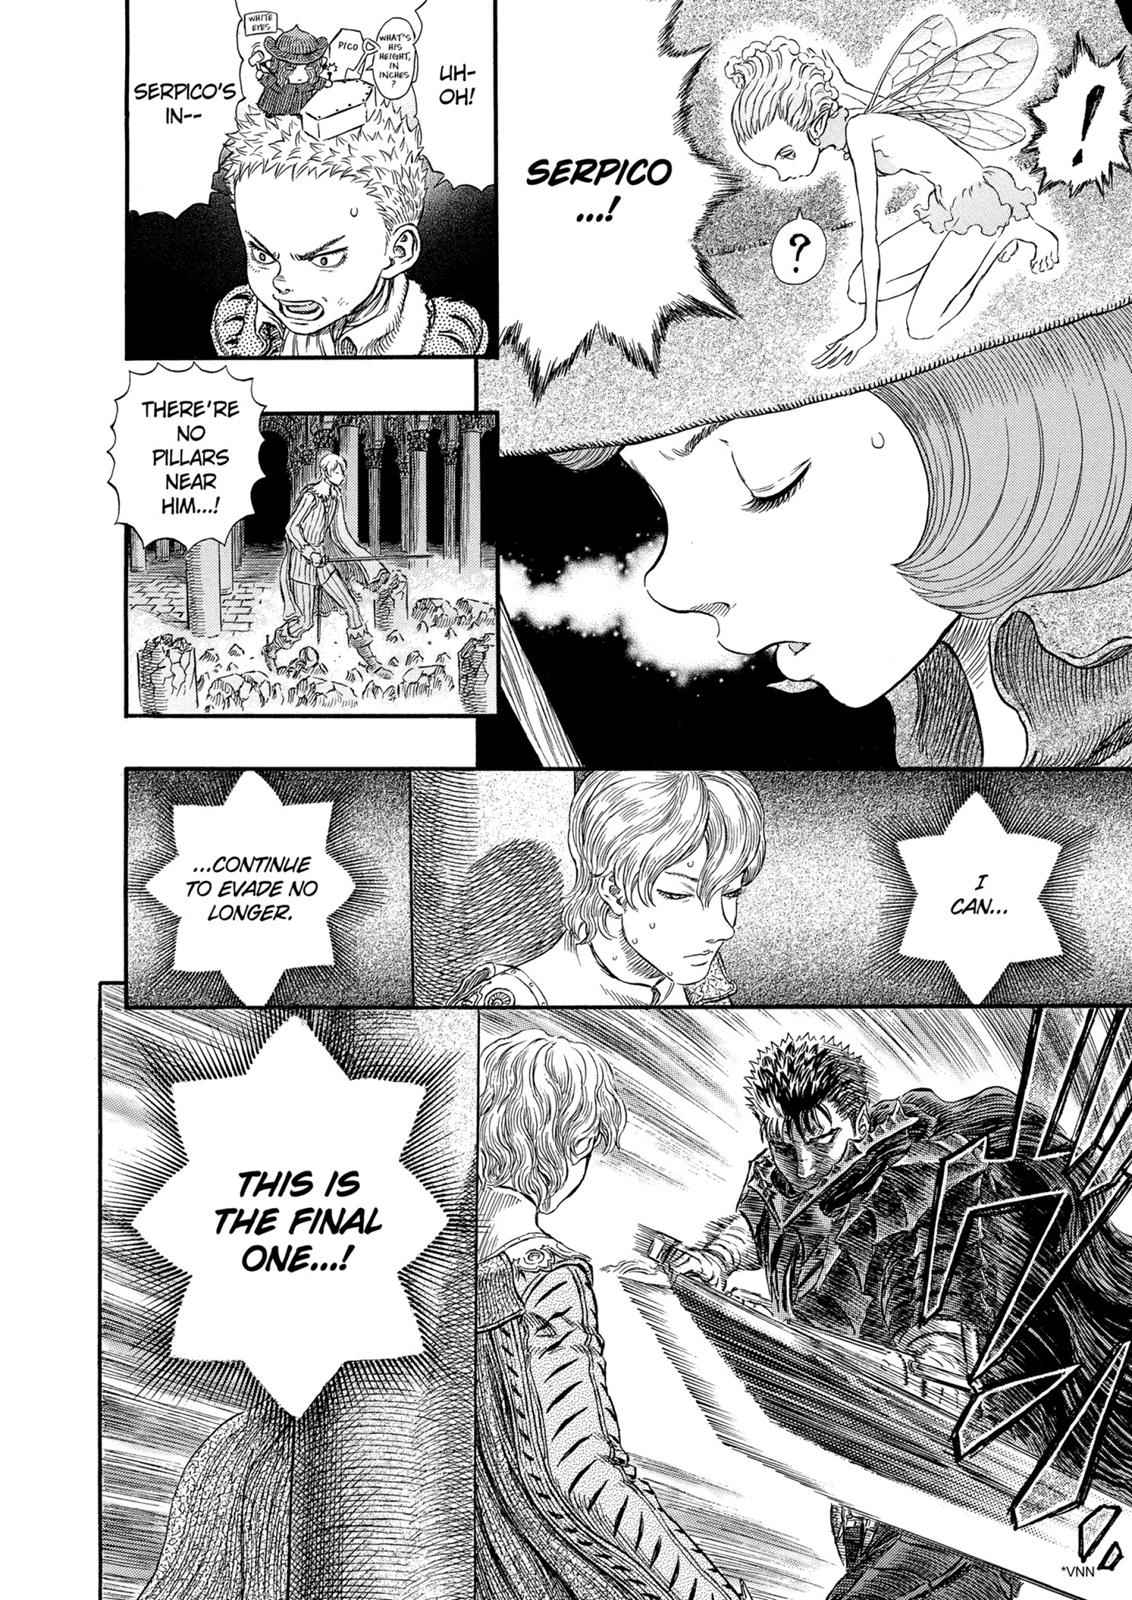 !
?
SERPICO
...!
UH-
OH!
WHAT'S
HIS
HEIGHT,
IN
INCHES
?
PICO
WHITE
EYES
SERPICO'S
IN--
THERE'RE
NO
PILLARS
NEAR
HIM...!
I
CAN...
...CONTINUE
TO EVADE NO
LONGER.
THIS IS
THE FINAL
ONE...!
*VNN